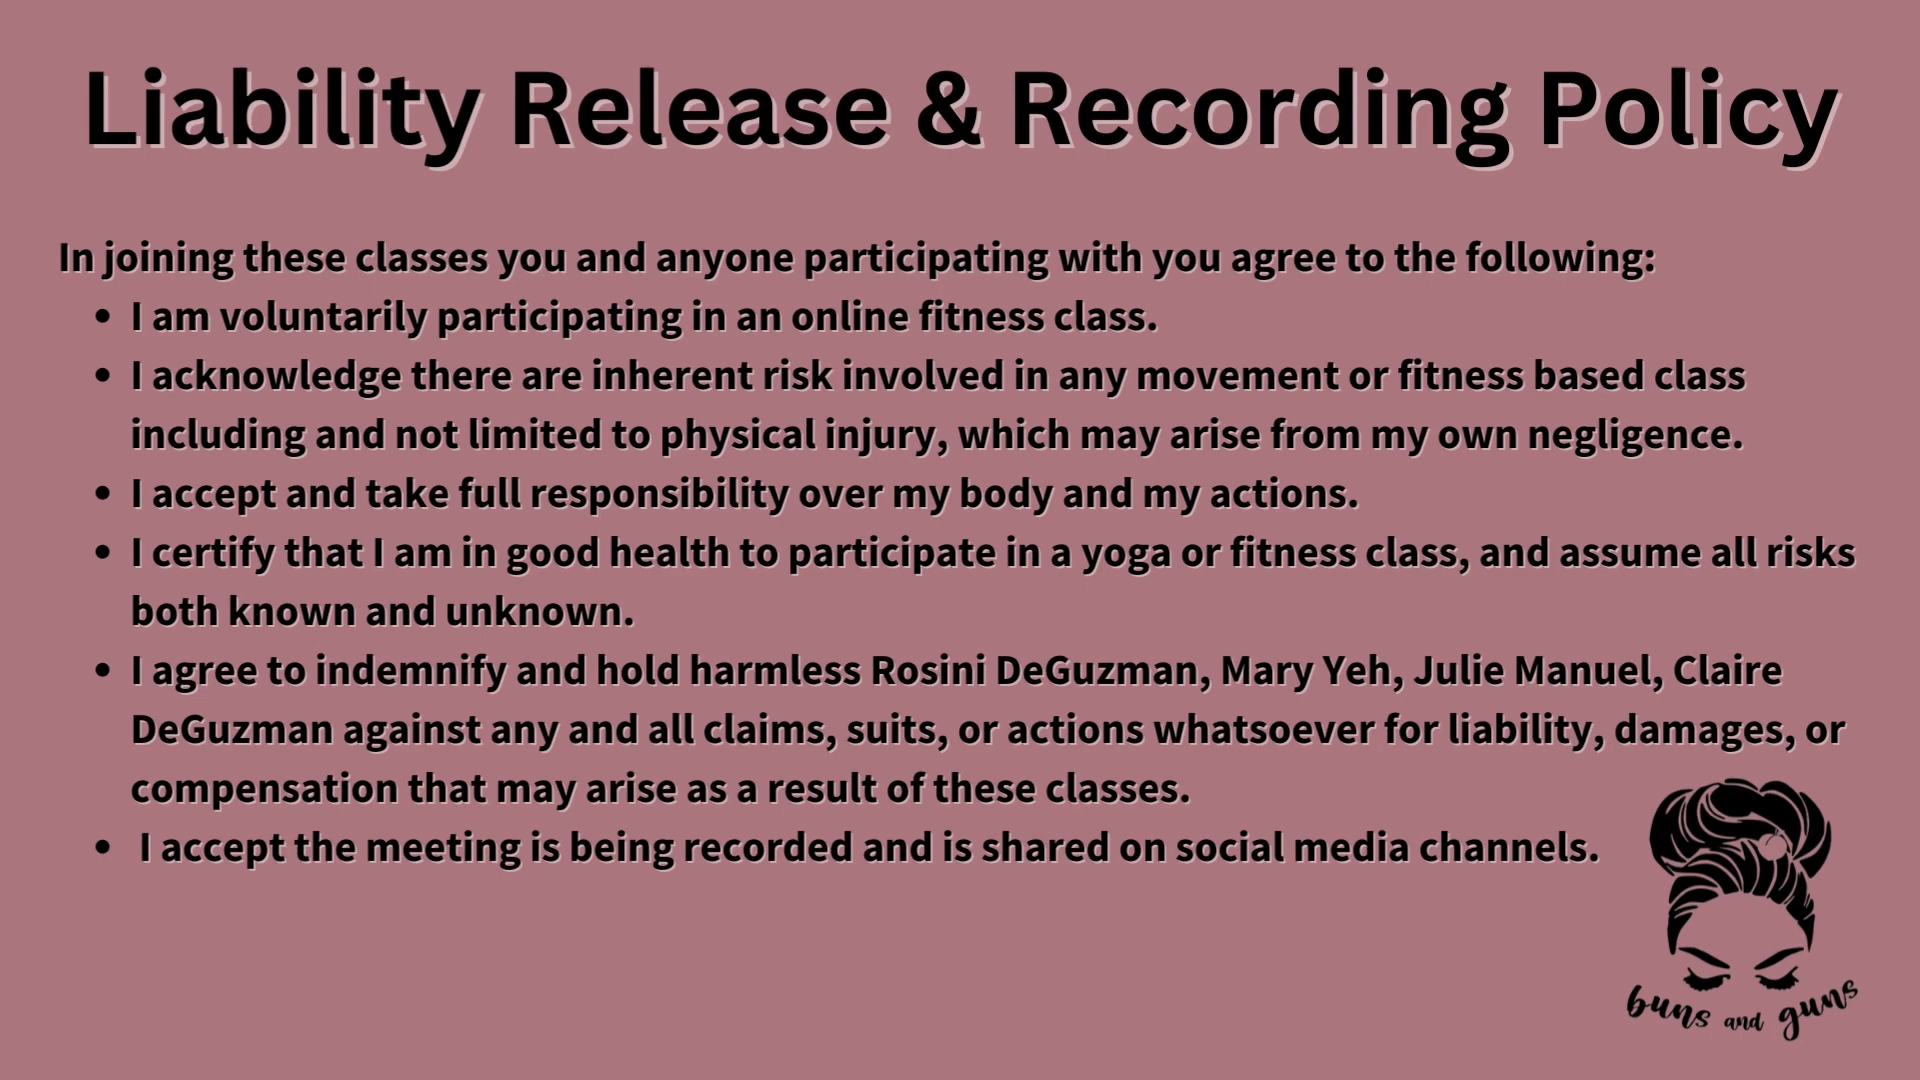 Liability Release & Recording Policy
In joining these classes you and anyone participating with you agree to the following:
• I am voluntarily participating in an online fitness class.
• I acknowledge there are inherent risk involved in any movement or fitness based class
including and not limited to physical injury, which may arise from my own negligence.
• I accept and take full responsibility over my body and my actions.
• I certify that I am in good health to participate in a yoga or fitness class, and assume all risks
both known and unknown.
• I agree to indemnify and hold harmless Rosini DeGuzman, Mary Yeh, Julie Manuel, Claire
DeGuzman against any and all claims, suits, or actions whatsoever for liability, damages, or
compensation that may arise as a result of these classes.
• I accept the meeting is being recorded and is shared on social media channels.
buns and guns